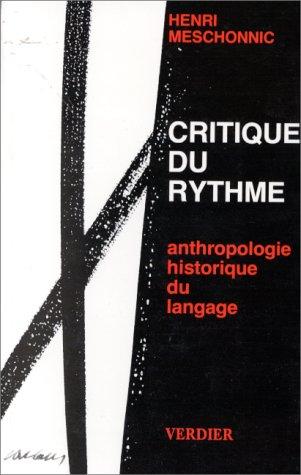 HENRI
MESCHONNIC
CRITIQUE
DU
RYTHME
anthropologie
historique
du
langage
VERDIER